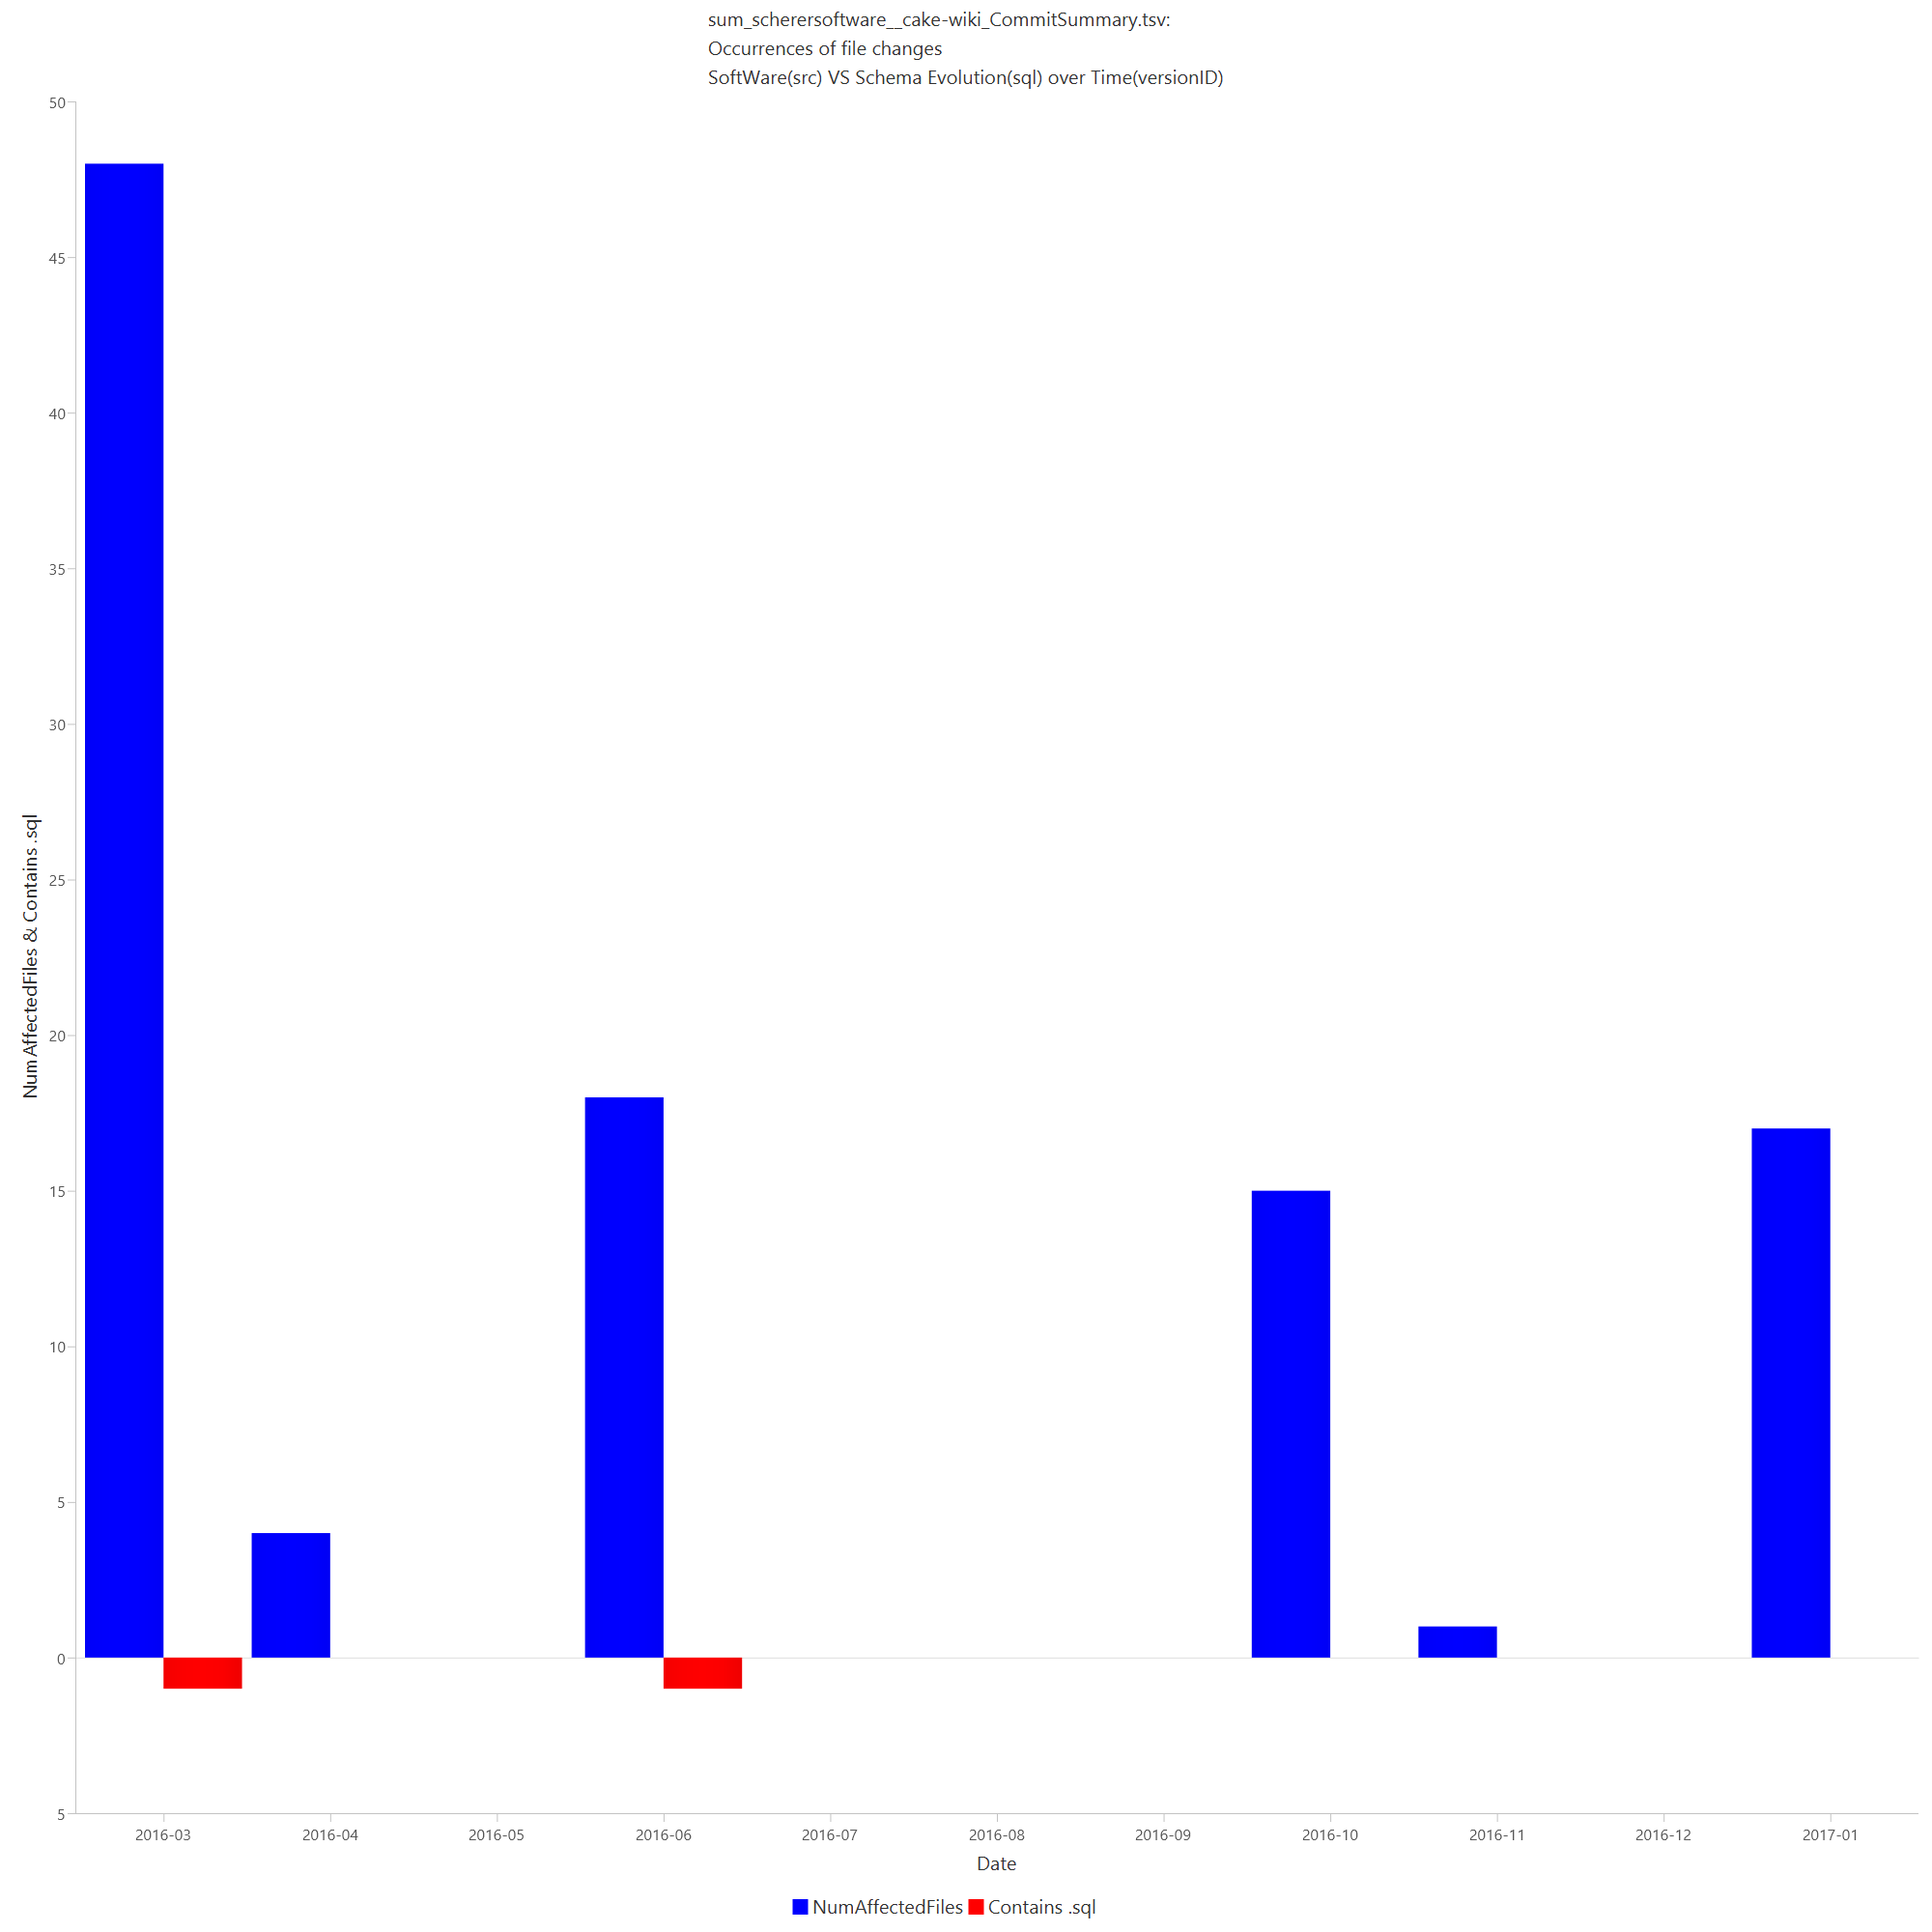 sum_scherersoftware__cake-wiki_CommitSummary.tsv:
Occurrences of file changes
SoftWare(src) VS Schema Evolution(sql) over Time(versionID)
50
45
40
35
30
25
20
15
10
5
0
5
NumAffectedFiles & Contains .sql
2016-03 2016-04 2016-05 2016-06 2016-07 2016-08 2016-09 2016-10 2016-11 2016-12 2017-01
Date
NumAffectedFiles Contains .sql